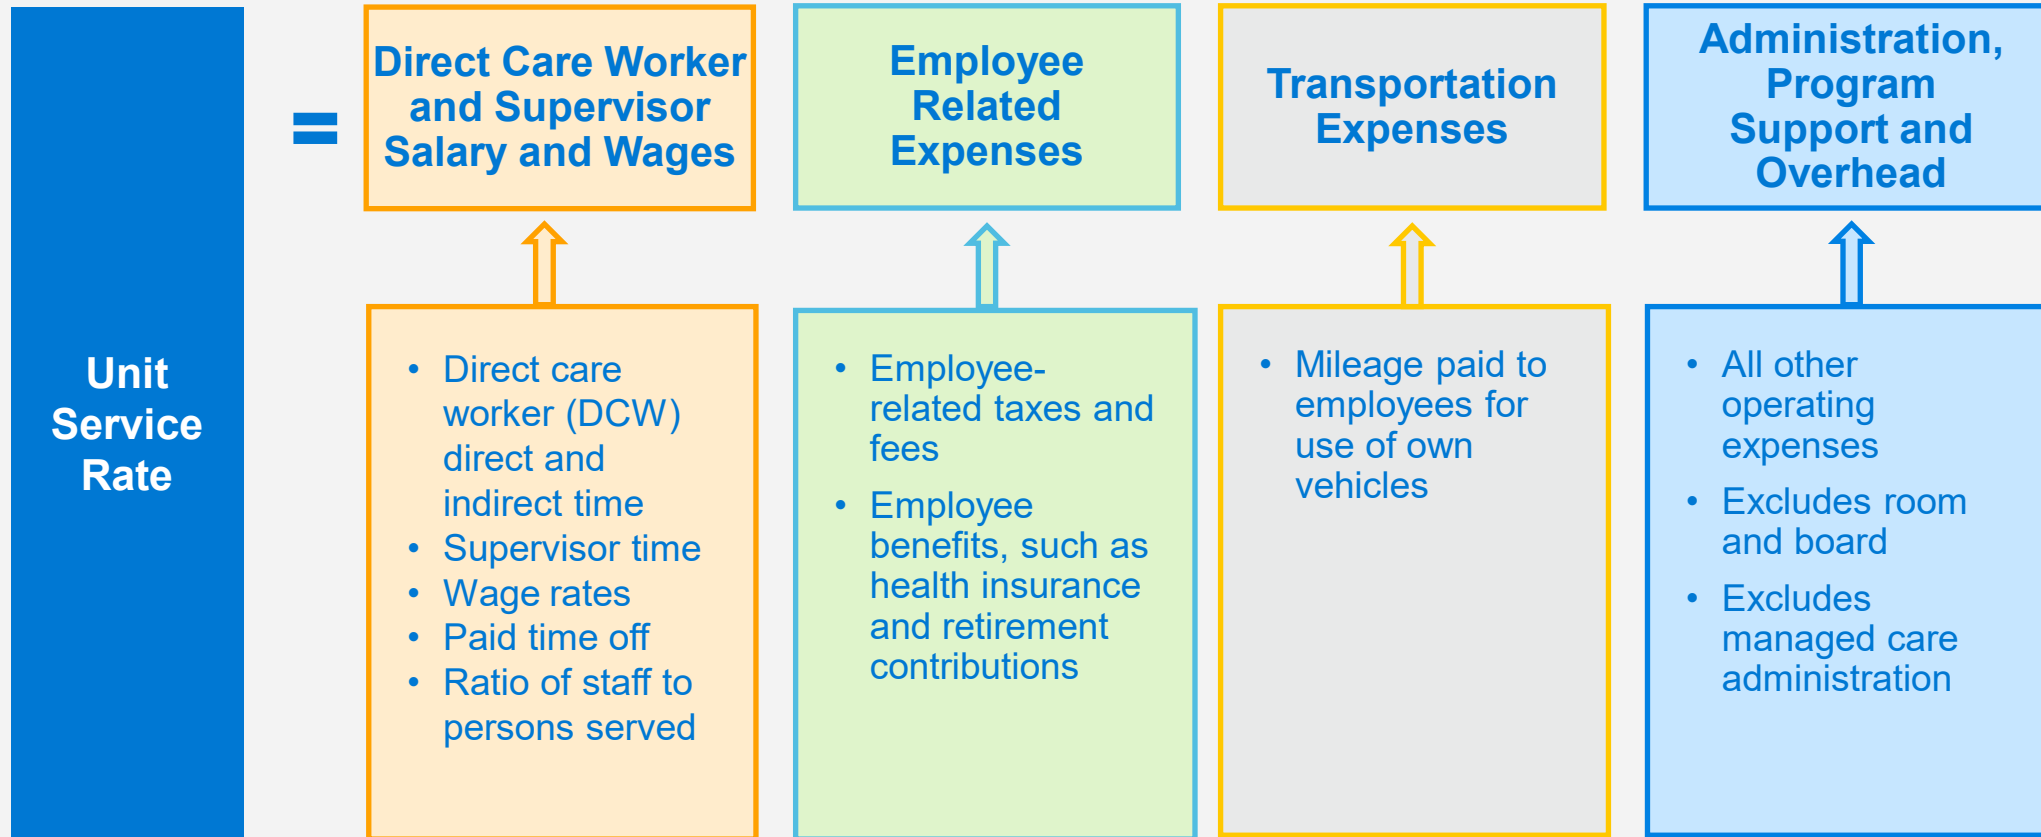 Unit
Service
Rate
=
Direct Care Worker
and Supervisor
Salary and Wages
Employee
Related
Expenses
Transportation
Expenses
Administration,
Program
Support and
Overhead
• Direct care
worker (DCW)
direct and
indirect time
• Supervisor time
• Wage rates
• Paid time off
• Ratio of staff to
persons served
• Employee-
related taxes and
fees
• Employee
benefits, such as
health insurance
and retirement
contributions
• Mileage paid to
employees for
use of own
vehicles
• All other
operating
expenses
• Excludes room
and board
• Excludes
managed care
administration